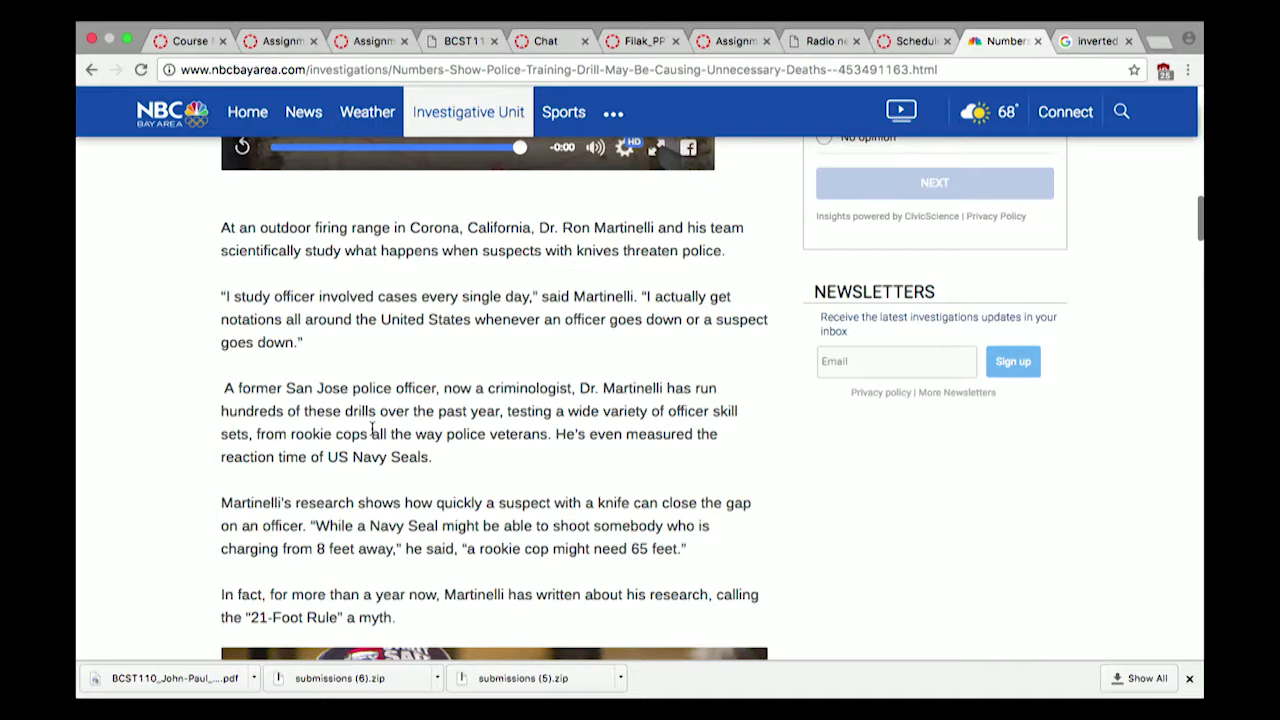 Course
Assignm
Assignm
BCST11
Chat
Filak_PP
Assignm
Radio ne
Schedul
Numbers
inverted
www.nbcbayarea.com/investigations/Numbers-Show-Police-Training-Drill-May-Be-Causing-Unnecessary-Deaths--453491163.html
25
NBC
BAY AREA
Home
News
Weather
Investigative Unit
Sports
68°
Connect
-0:00
HD
No opinion
NEXT
Insights powered by CivicScience | Privacy Policy
At an outdoor firing range in Corona, California, Dr. Ron Martinelli and his team
scientifically study what happens when suspects with knives threaten police.
“I study officer involved cases every single day,” said Martinelli. “I actually get
notations all around the United States whenever an officer goes down or a suspect
goes down.”
A former San Jose police officer, now a criminologist, Dr. Martinelli has run
hundreds of these drills over the past year, testing a wide variety of officer skill
sets, from rookie cops all the way police veterans. He’s even measured the
reaction time of US Navy Seals.
Martinelli’s research shows how quickly a suspect with a knife can close the gap
on an officer. “While a Navy Seal might be able to shoot somebody who is
charging from 8 feet away,” he said, “a rookie cop might need 65 feet.”
In fact, for more than a year now, Martinelli has written about his research, calling
the “21-Foot Rule” a myth.
NEWSLETTERS
Receive the latest investigations updates in your
inbox
Email
Sign up
Privacy policy | More Newsletters
BCST110_John-Paul_....pdf
submissions (6).zip
submissions (5).zip
Show All